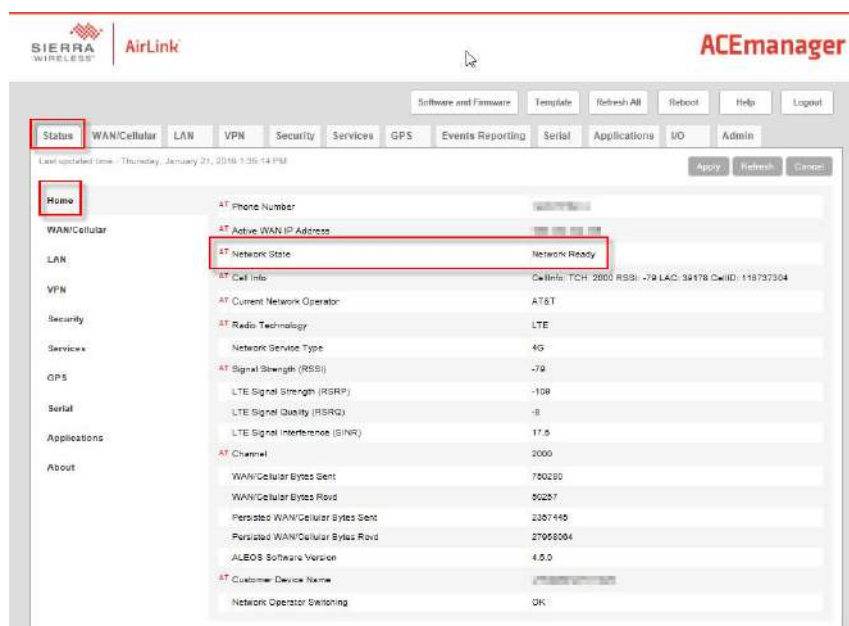 SIERRA WIRELESS AirLink ACEmanager
Software and Firmware Template Refresh All Reboot Help Logout
Status WAN/Cellular LAN VPN Security Services GPS Events Reporting Serial Applications I/O Admin
Last updated time : Thursday, January 21, 2016 1:35:14 PM
Apply Refresh Cancel
Home
WAN/Cellular
LAN
VPN
Security
Services
GPS
Serial
Applications
About
AT Phone Number
AT Active WAN IP Address
AT Network State Network Ready
AT Cell Info CellInfo: TCH: 2000 RSSI: -79 LAC: 39178 CellID: 118737304
AT Current Network Operator AT&T
AT Radio Technology LTE
Network Service Type 4G
AT Signal Strength (RSSI) -79
LTE Signal Strength (RSRP) -108
LTE Signal Quality (RSRQ) -8
LTE Signal Interference (SINR) 17.8
AT Channel 2000
WAN/Cellular Bytes Sent
WAN/Cellular Bytes Rcvd
Persisted WAN/Cellular Bytes Sent
Persisted WAN/Cellular Bytes Rcvd
ALEOS Software Version 4.5.0
AT Customer Device Name
Network Operator Switching OK